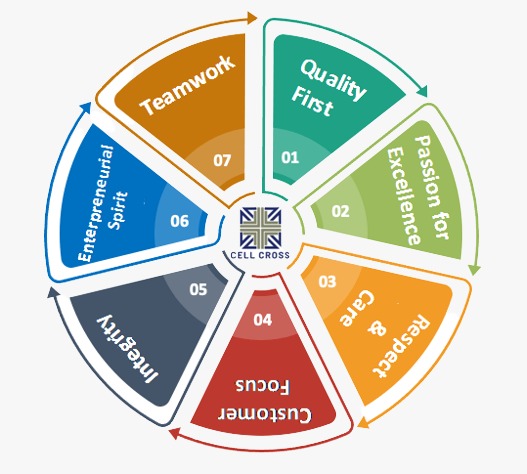 Quality
First
01
Passion for
Excellence
02
Respect
&
Care
03
Customer
Focus
04
Integrity
05
Enterpreneurial
Spirit
06
Teamwork
07
CELL CROSS